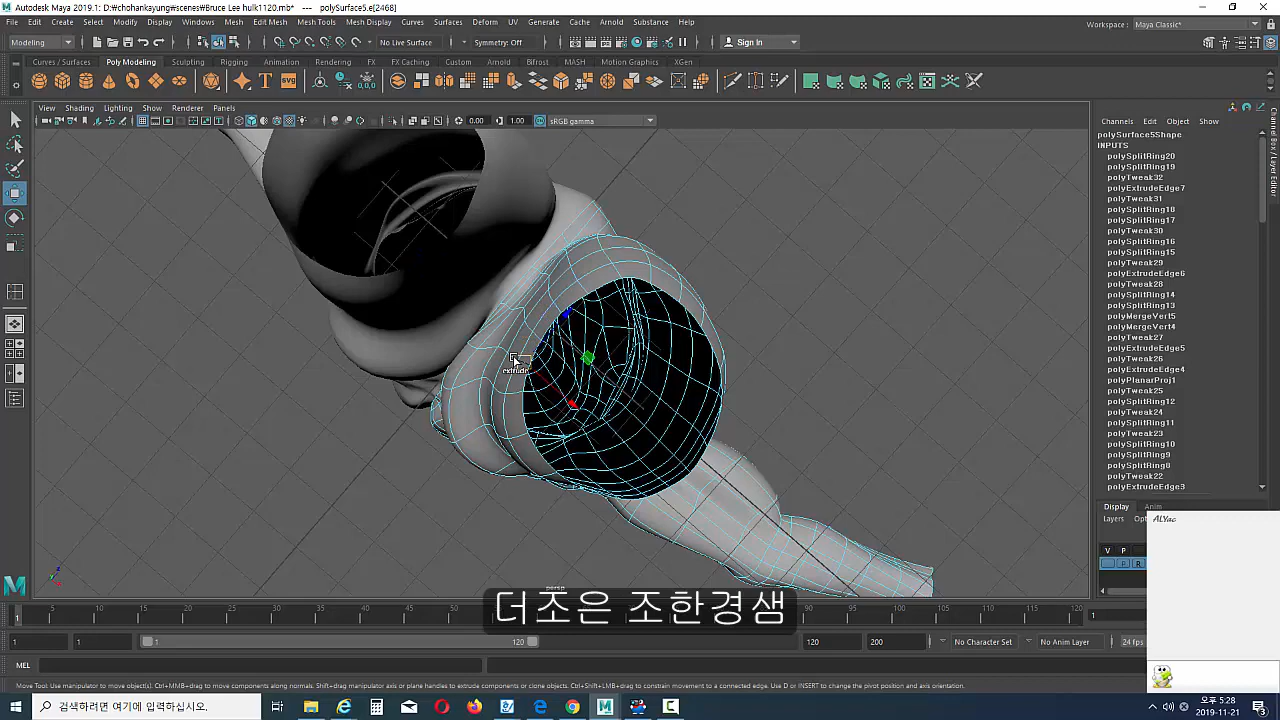 Autodesk Maya 2019.1: D:#chohankayung#scenes#Bruce Lee hulk1120.mb* --- polySurface5.e[2468]
File Edit Create Select Modify Display Windows Mesh Edit Mesh Mesh Tools Mesh Display Curves Surfaces Deform UV Generate Cache Arnold Substance Help
Workspace : Maya Classic*
Modeling No Live Surface Symmetry: Off Sign In
Curves / Surfaces Poly Modeling Sculpting Rigging Animation Rendering FX FX Caching Custom Arnold Bifrost MASH Motion Graphics XGen
View Shading Lighting Show Renderer Panels
0.00 1.00 sRGB gamma
Channels Edit Object Show
polySurface5Shape
INPUTS
polySplitRing20
polySplitRing19
polyTweak32
polyExtrudeEdge7
polyTweak31
polySplitRing18
polySplitRing17
polyTweak30
polySplitRing16
polySplitRing15
polyTweak29
polyExtrudeEdge6
polyTweak28
polySplitRing14
polySplitRing13
polyMergeVert5
polyMergeVert4
polyTweak27
polyExtrudeEdge5
polyTweak26
polyExtrudeEdge4
polyPlanarProj1
polyTweak25
polySplitRing12
polyTweak24
polySplitRing11
polyTweak23
polySplitRing10
polySplitRing9
polySplitRing8
polyTweak22
polyExtrudeEdge3
Channel Box / Layer Editor
extrude
Display Anim
Layers Opt
ALYac
V P
P R
persp
더조은 조한경샘
1 1 1 120 120 200 No Character Set No Anim Layer 24 fps
MEL
Move Tool: Use manipulator to move object(s). Ctrl+MMB+drag to move components along normals. Shift+drag manipulator axis or plane handles to extrude components or clone objects. Ctrl+Shift+drag to constrain movement to a connected edge. Use D or INSERT to change the pivot position and axis orientation.
검색하려면 여기에 입력하십시오.
오후 5:28
2019-11-21